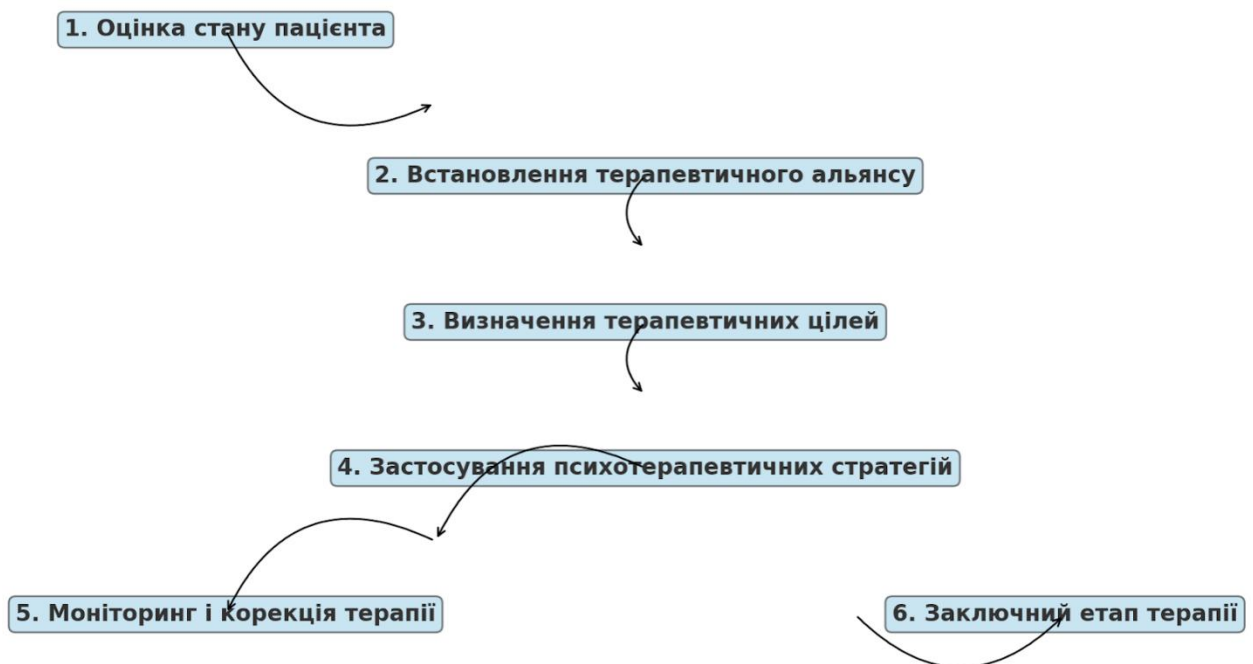 1. Оцінка стану пацієнта
2. Встановлення терапевтичного альянсу
3. Визначення терапевтичних цілей
4. Застосування психотерапевтичних стратегій
5. Моніторинг і корекція терапії
6. Заключний етап терапії